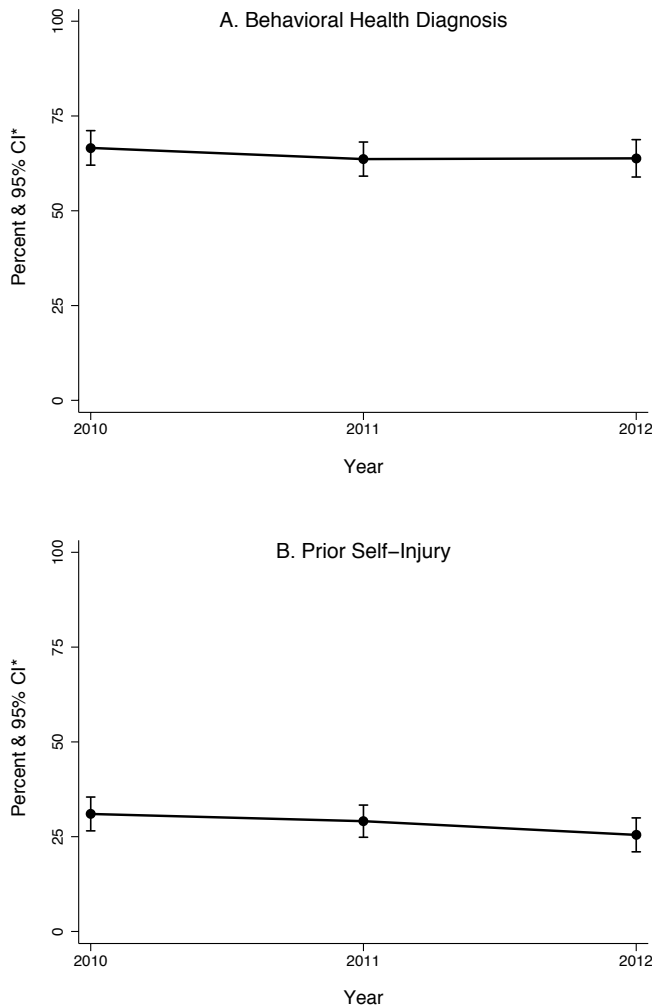 A. Behavioral Health Diagnosis
Percent & 95% CI*
100
75
50
25
0
2010 2011 2012
Year
B. Prior Self−Injury
Percent & 95% CI*
100
75
50
25
0
2010 2011 2012
Year